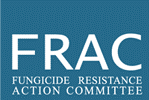 FRAC
FUNGICIDE RESISTANCE
ACTION COMMITTEE